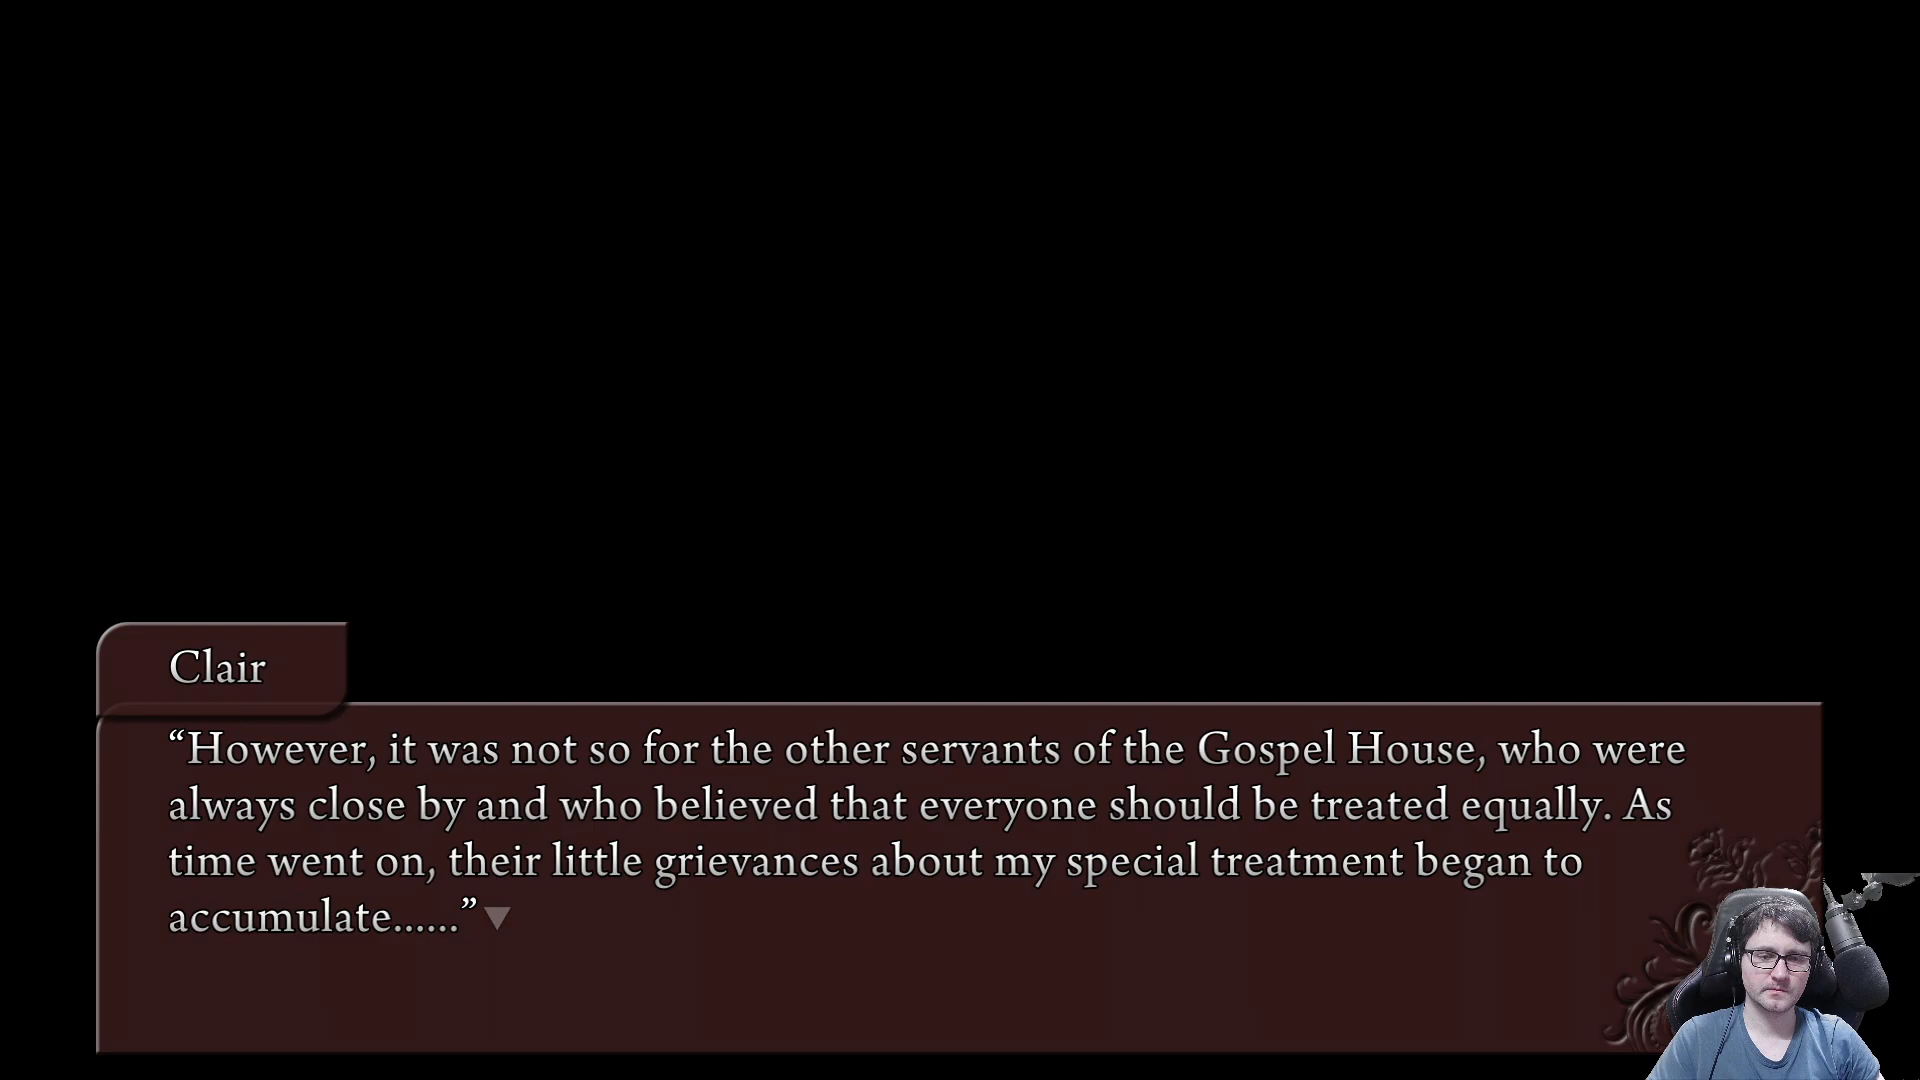 Clair
“However, it was not so for the other servants of the Gospel House, who were
always close by and who believed that everyone should be treated equally. As
time went on, their little grievances about my special treatment began to
accumulate......”